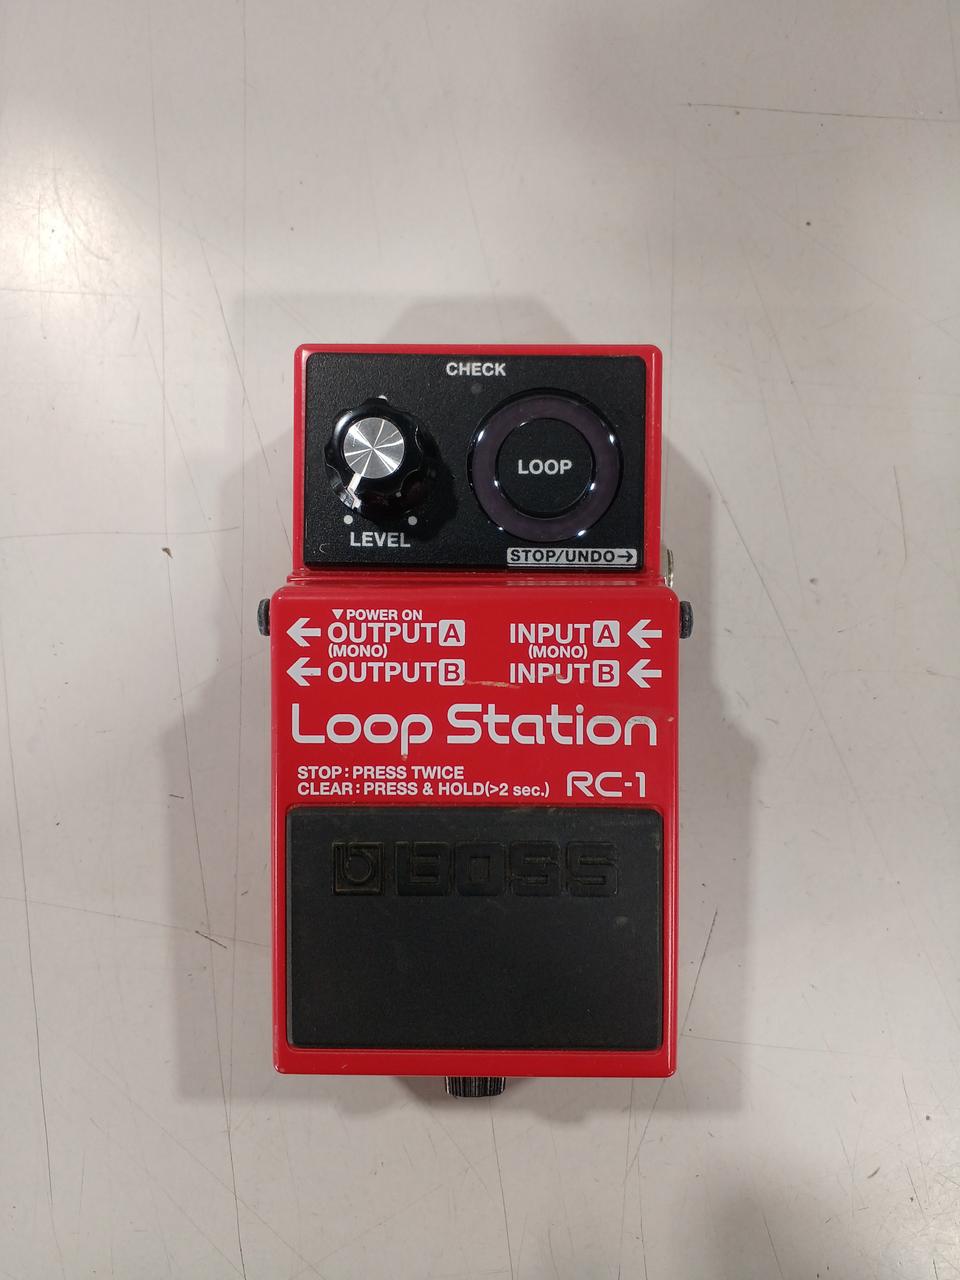 CHECK
LOOP
LEVEL
STOP/UNDO→
▼POWER ON
←OUTPUT A
INPUT A←
(MONO)
(MONO)
←OUTPUT B
INPUT B←
Loop Station
STOP:PRESS TWICE
CLEAR:PRESS & HOLD(>2 sec.)
RC-1
BOSS